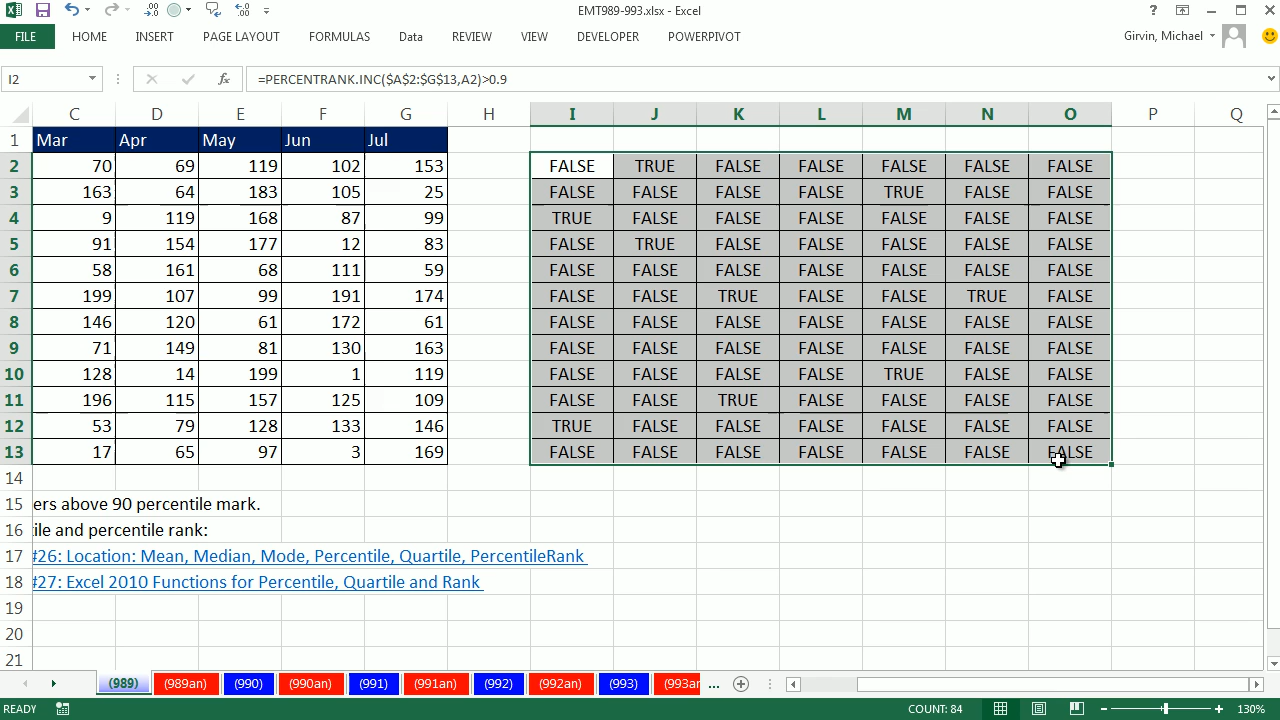 EMT989-993.xlsx - Excel
FILE HOME INSERT PAGE LAYOUT FORMULAS Data REVIEW VIEW DEVELOPER POWERPIVOT Girvin, Michael
I2 fx =PERCENTRANK.INC($A$2:$G$13,A2)>0.9
C D E F G H I J K L M N O P Q
1 Mar Apr May Jun Jul
2 70 69 119 102 153 FALSE TRUE FALSE FALSE FALSE FALSE FALSE
3 163 64 183 105 25 FALSE FALSE FALSE FALSE TRUE FALSE FALSE
4 9 119 168 87 99 TRUE FALSE FALSE FALSE FALSE FALSE FALSE
5 91 154 177 12 83 FALSE TRUE FALSE FALSE FALSE FALSE FALSE
6 58 161 68 111 59 FALSE FALSE FALSE FALSE FALSE FALSE FALSE
7 199 107 99 191 174 FALSE FALSE TRUE FALSE FALSE TRUE FALSE
8 146 120 61 172 61 FALSE FALSE FALSE FALSE FALSE FALSE FALSE
9 71 149 81 130 163 FALSE FALSE FALSE FALSE FALSE FALSE FALSE
10 128 14 199 1 119 FALSE FALSE FALSE FALSE TRUE FALSE FALSE
11 196 115 157 125 109 FALSE FALSE TRUE FALSE FALSE FALSE FALSE
12 53 79 128 133 146 TRUE FALSE FALSE FALSE FALSE FALSE FALSE
13 17 65 97 3 169 FALSE FALSE FALSE FALSE FALSE FALSE FALSE
14
15 ers above 90 percentile mark.
16 ile and percentile rank:
17 #26: Location: Mean, Median, Mode, Percentile, Quartile, PercentileRank
18 #27: Excel 2010 Functions for Percentile, Quartile and Rank
19
20
21
(989) (989an) (990) (990an) (991) (991an) (992) (992an) (993) (993an ...
READY COUNT: 84 130%